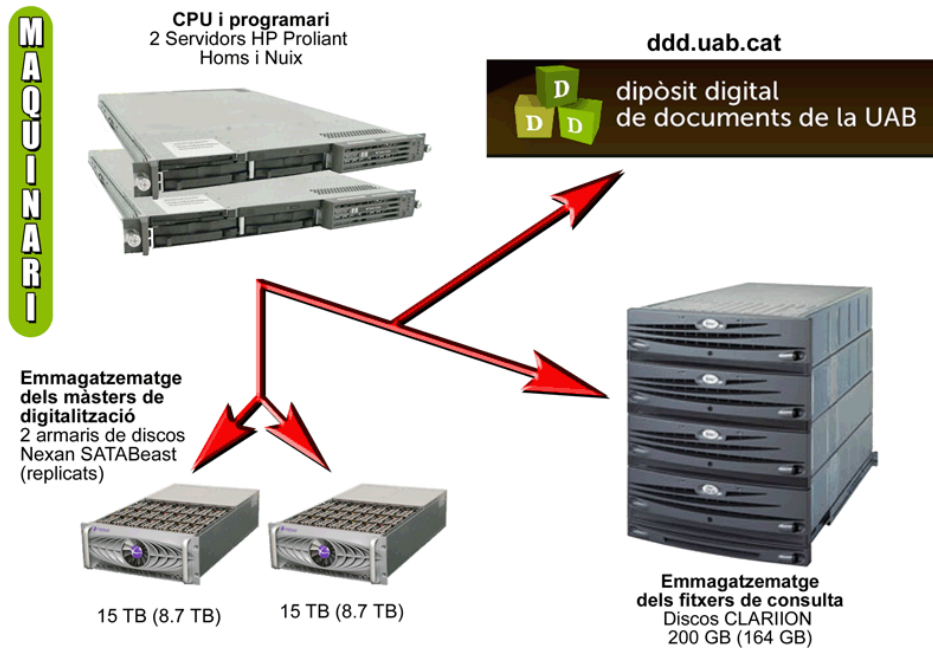 MAQUINARI
CPU i programari
2 Servidors HP Proliant
Homs i Nuix
ddd.uab.cat
D
D D
dipòsit digital
de documents de la UAB
Emmagatzematge
dels màsters de
digitalització
2 armaris de discos
Nexan SATABeast
(replicats)
15 TB (8.7 TB)
15 TB (8.7 TB)
Emmagatzematge
dels fitxers de consulta
Discos CLARIION
200 GB (164 GB)